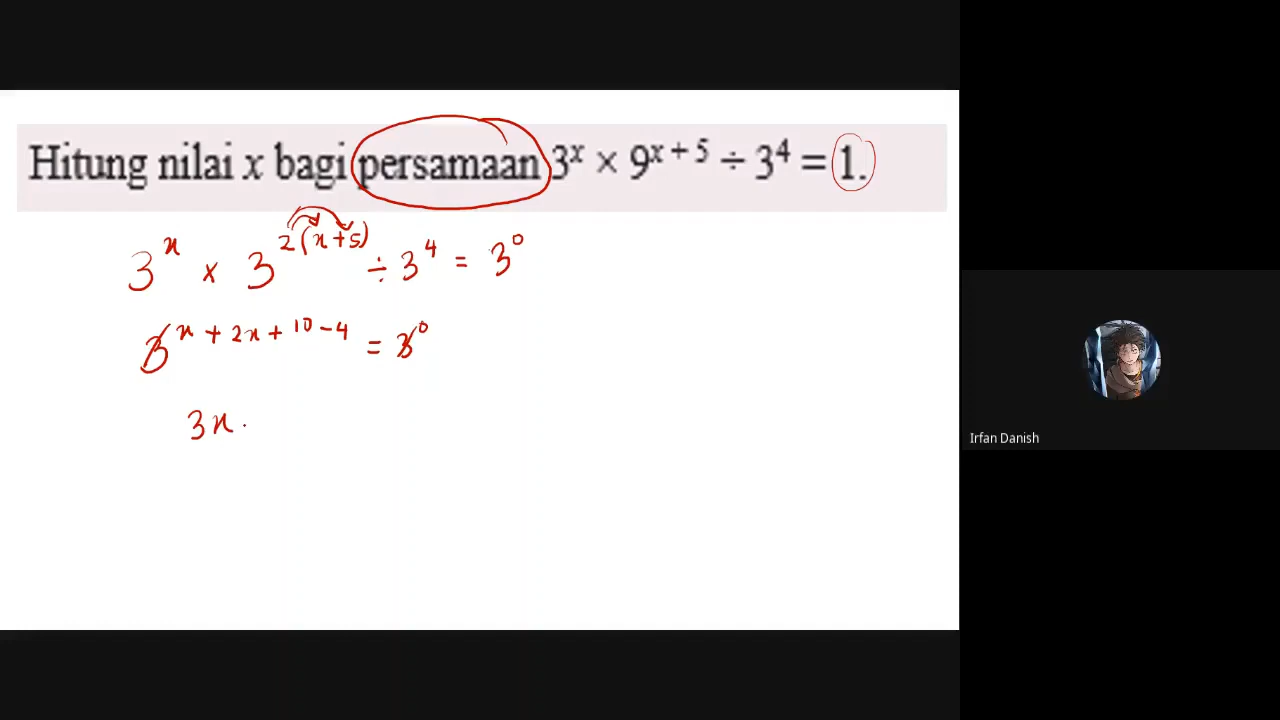 Hitung nilai x bagi persamaan 3ˣ × 9ˣ ⁺ ⁵ ÷ 3⁴ = 1.
3ˣ × 3²⁽ˣ⁺⁵⁾ ÷ 3⁴ = 3⁰
3ˣ ⁺ ²ˣ ⁺ ¹⁰ ⁻ ⁴ = 3⁰
3x
Irfan Danish